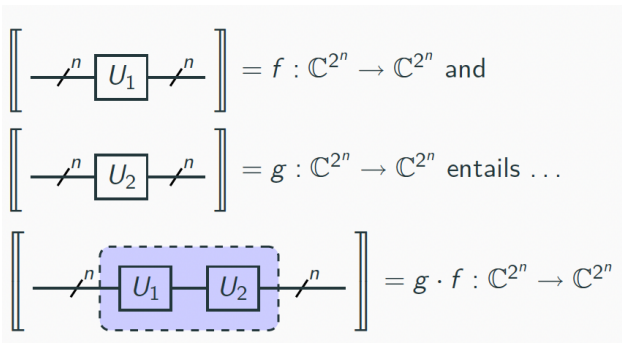 ⟦ n U₁ n ⟧ = f : ℂ^{2^n} → ℂ^{2^n} and
⟦ n U₂ n ⟧ = g : ℂ^{2^n} → ℂ^{2^n} entails ...
⟦ n U₁ U₂ n ⟧ = g · f : ℂ^{2^n} → ℂ^{2^n}